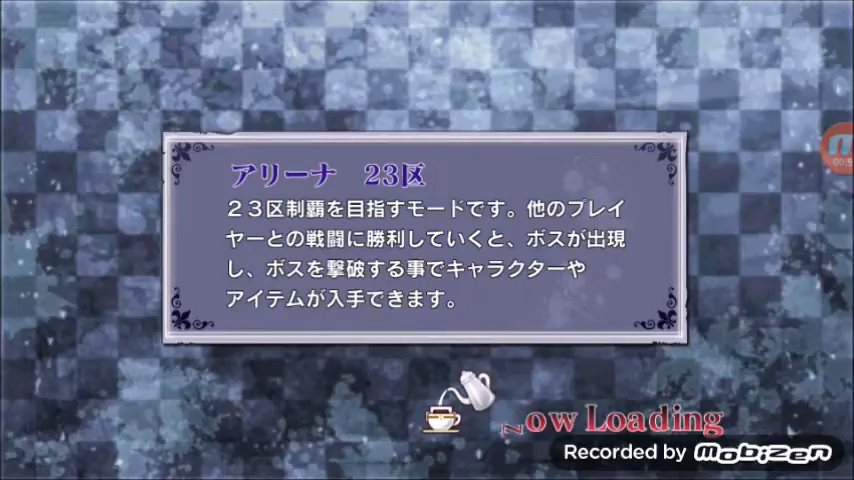 アリーナ　23区
２３区制覇を目指すモードです。他のプレイ
ヤーとの戦闘に勝利していくと、ボスが出現
し、ボスを撃破する事でキャラクターや
アイテムが入手できます。
Now Loading
Recorded by Mobizen